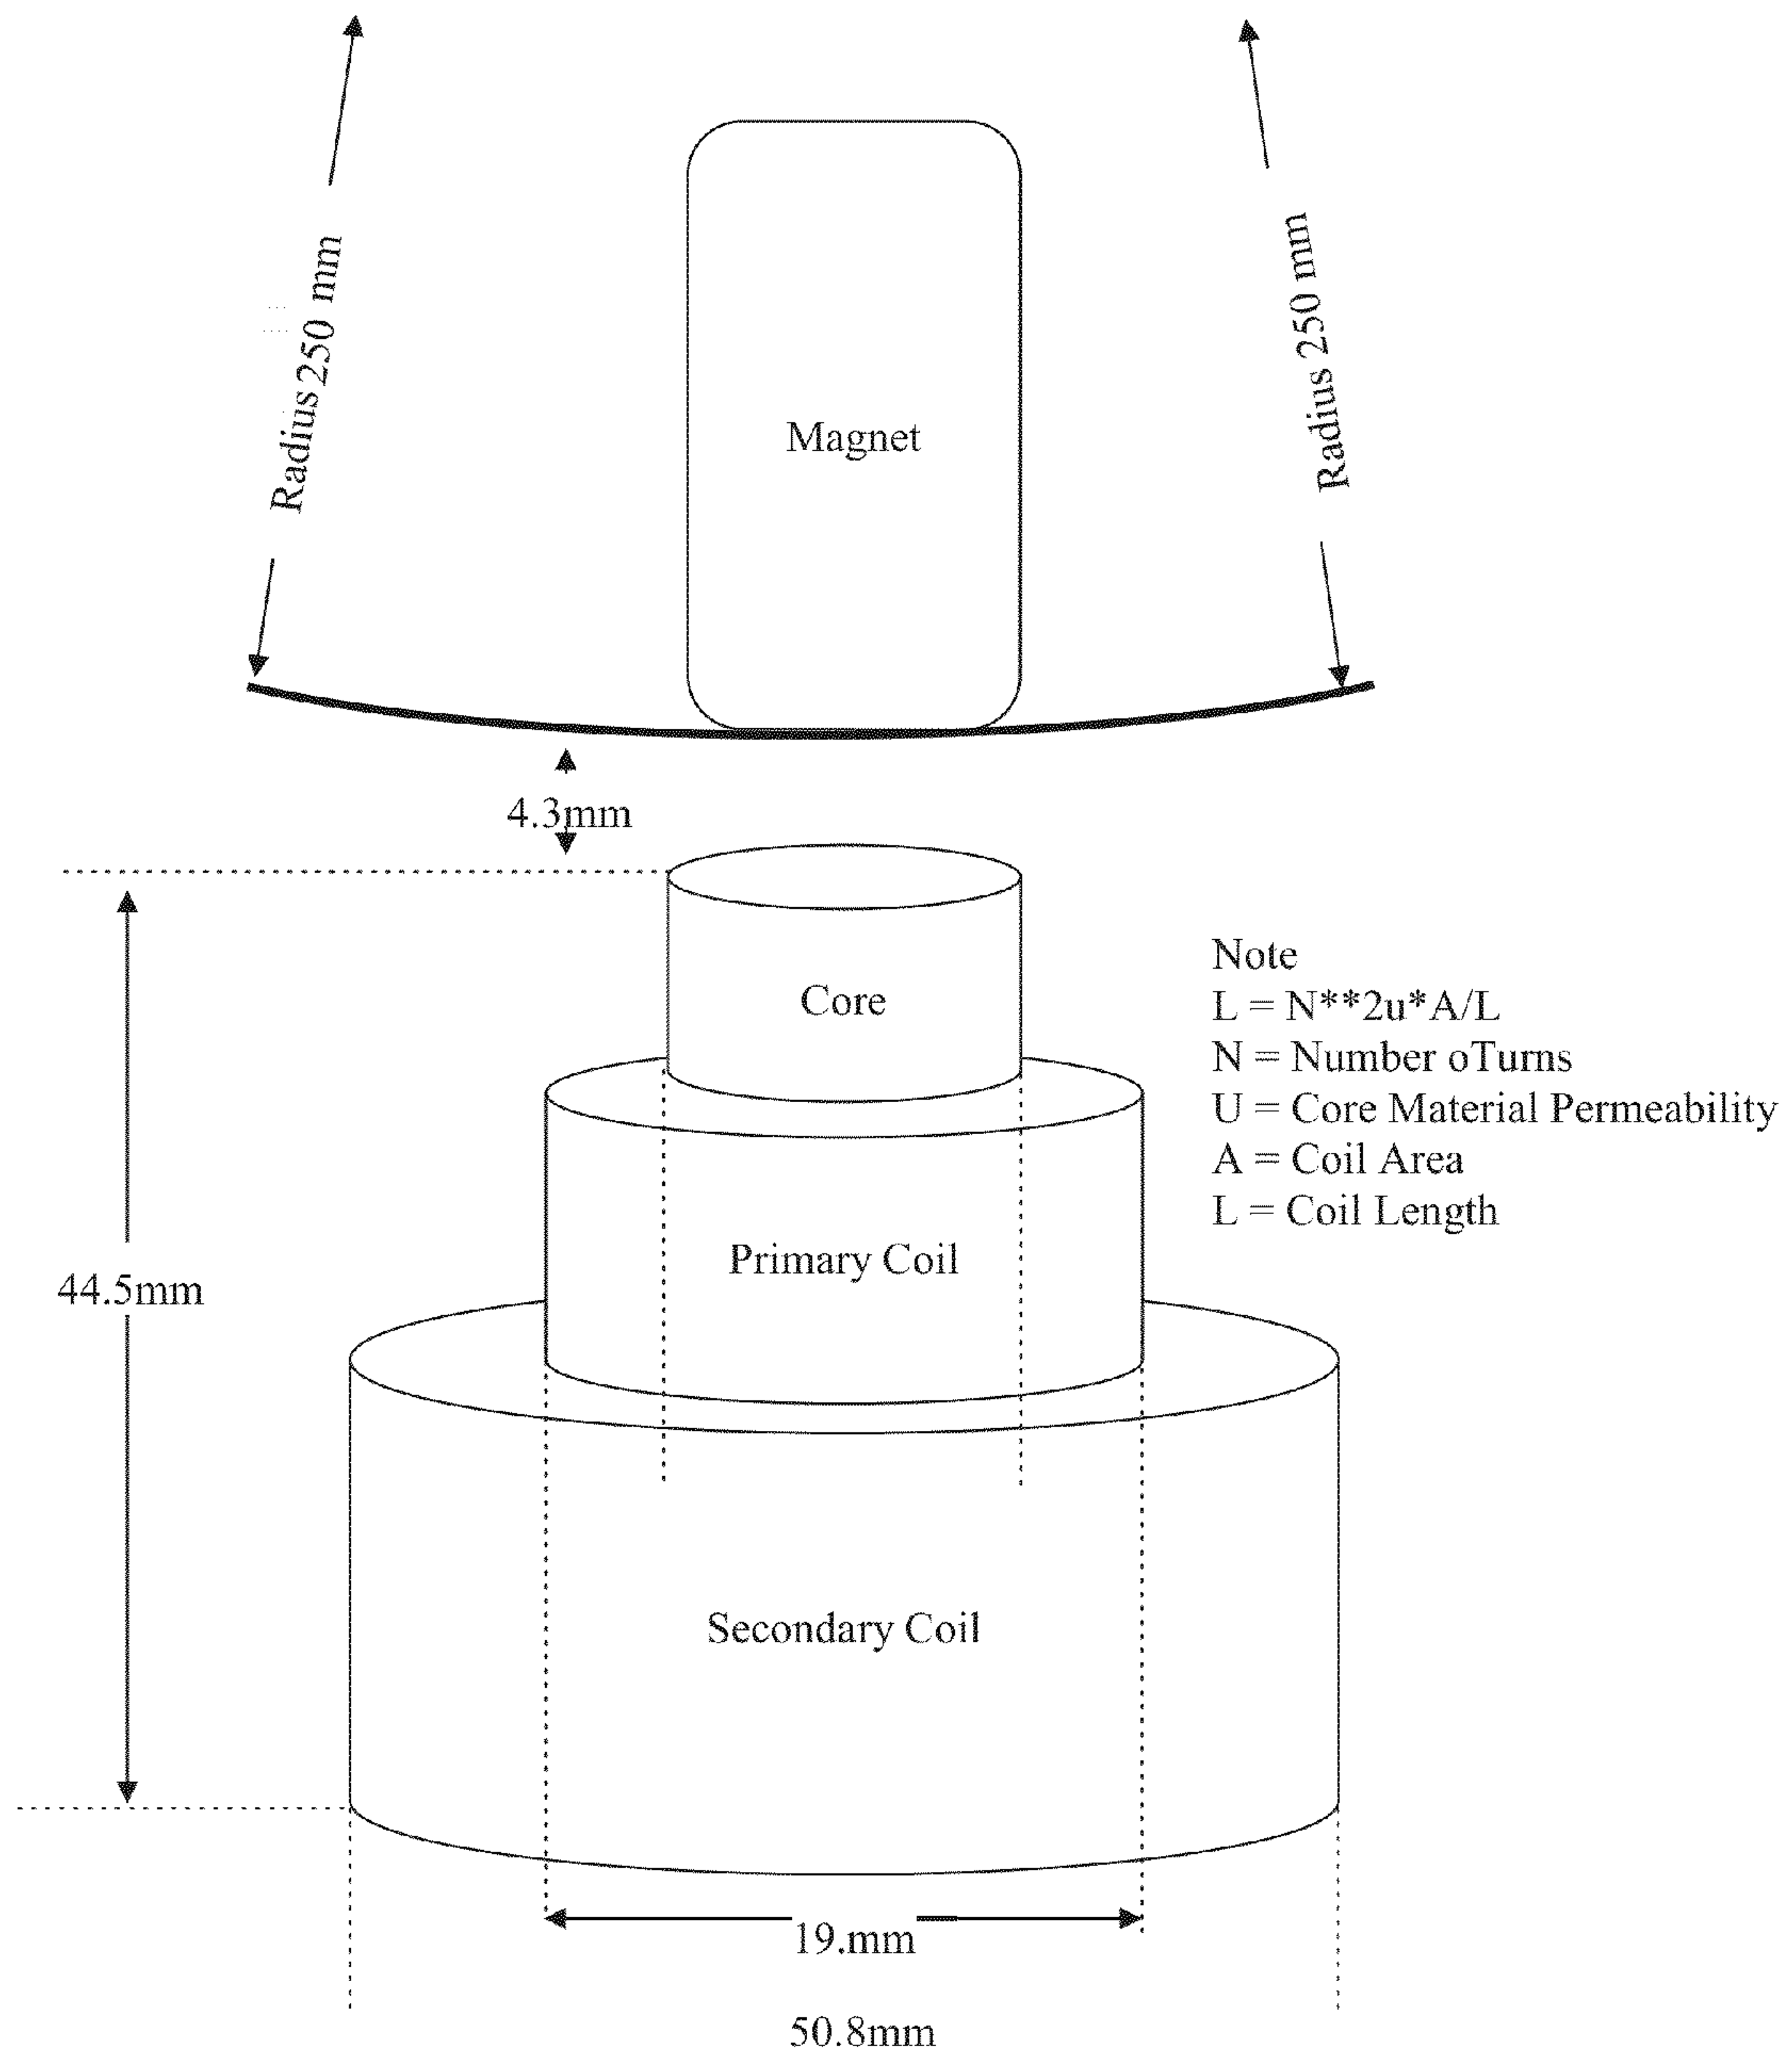 Radius 250 mm
Radius 250 mm
Magnet
4.3mm
Core
Note
L = N**2u*A/L
N = Number oTurns
U = Core Material Permeability
A = Coil Area
L = Coil Length
Primary Coil
44.5mm
Secondary Coil
19.mm
50.8mm